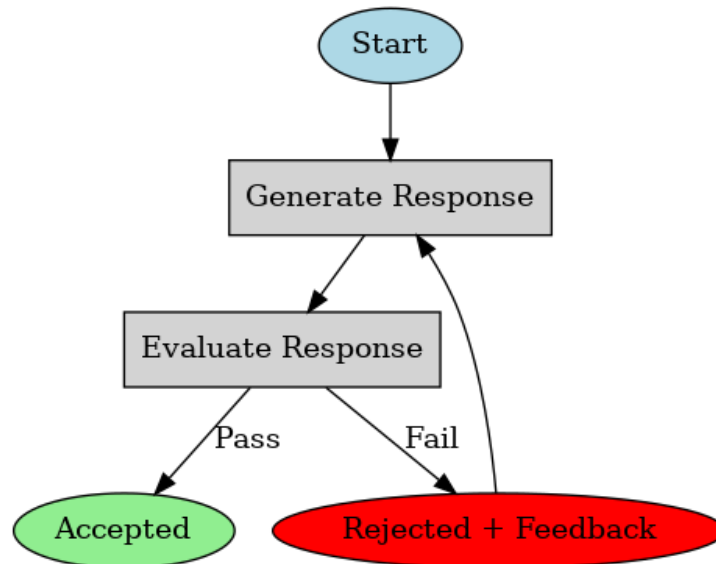 Start
Generate Response
Evaluate Response
Pass
Fail
Accepted
Rejected + Feedback